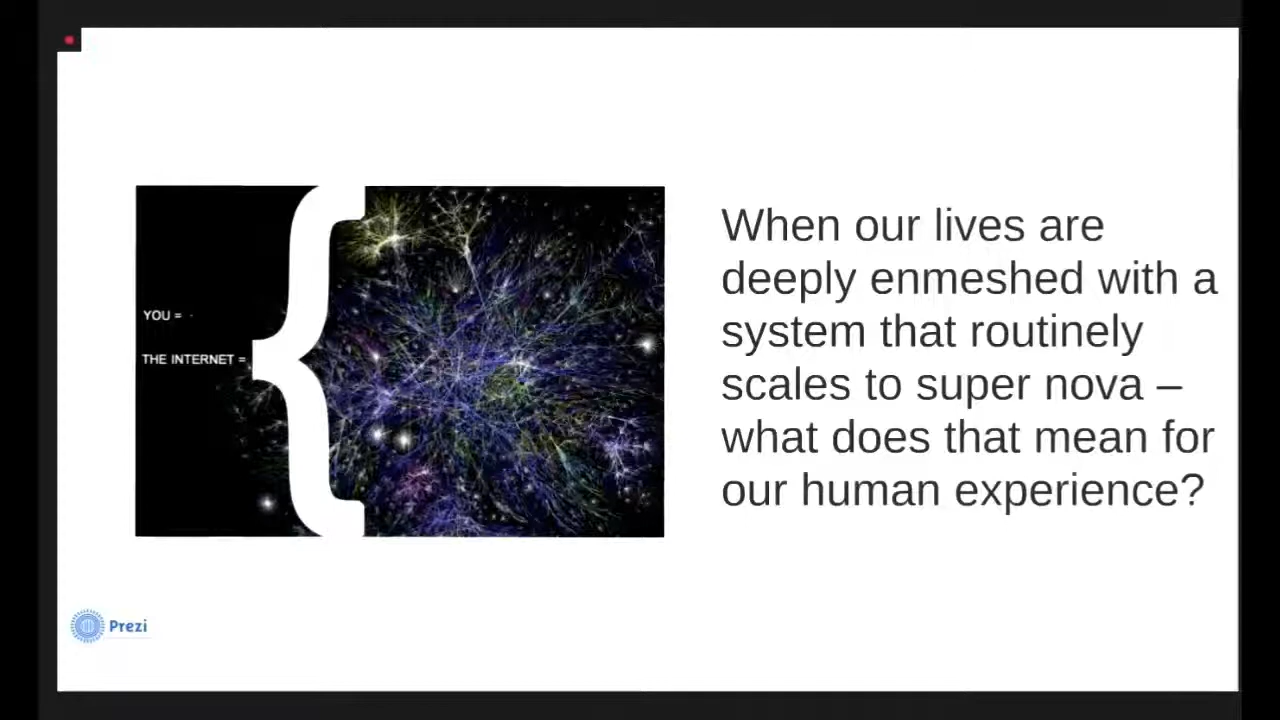 YOU = .
THE INTERNET =
{
When our lives are
deeply enmeshed with a
system that routinely
scales to super nova –
what does that mean for
our human experience?
Prezi